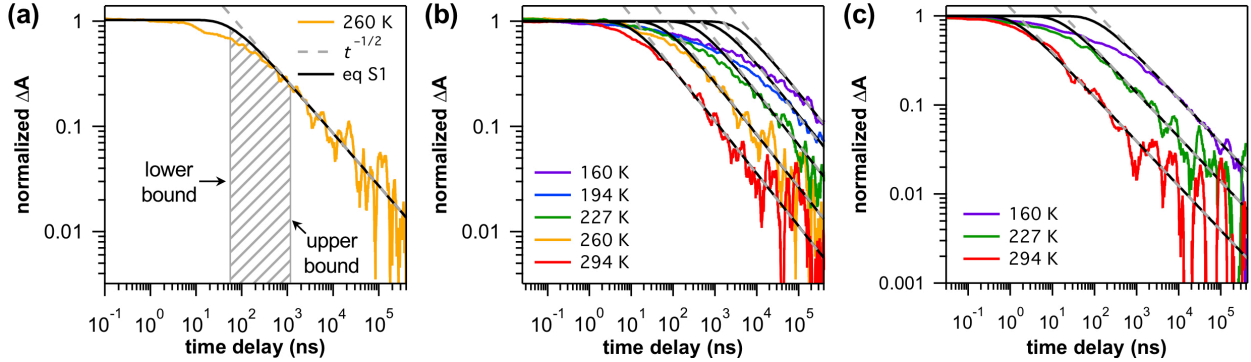 (a)
normalized ΔA
1
0.1
0.01
260 K
t^{-1/2}
eq S1
lower
bound
upper
bound
10^{-1} 10^{0} 10^{1} 10^{2} 10^{3} 10^{4} 10^{5}
time delay (ns)
(b)
normalized ΔA
1
0.1
0.01
160 K
194 K
227 K
260 K
294 K
10^{-1} 10^{0} 10^{1} 10^{2} 10^{3} 10^{4} 10^{5}
time delay (ns)
(c)
normalized ΔA
1
0.1
0.01
0.001
160 K
227 K
294 K
10^{-1} 10^{0} 10^{1} 10^{2} 10^{3} 10^{4} 10^{5}
time delay (ns)